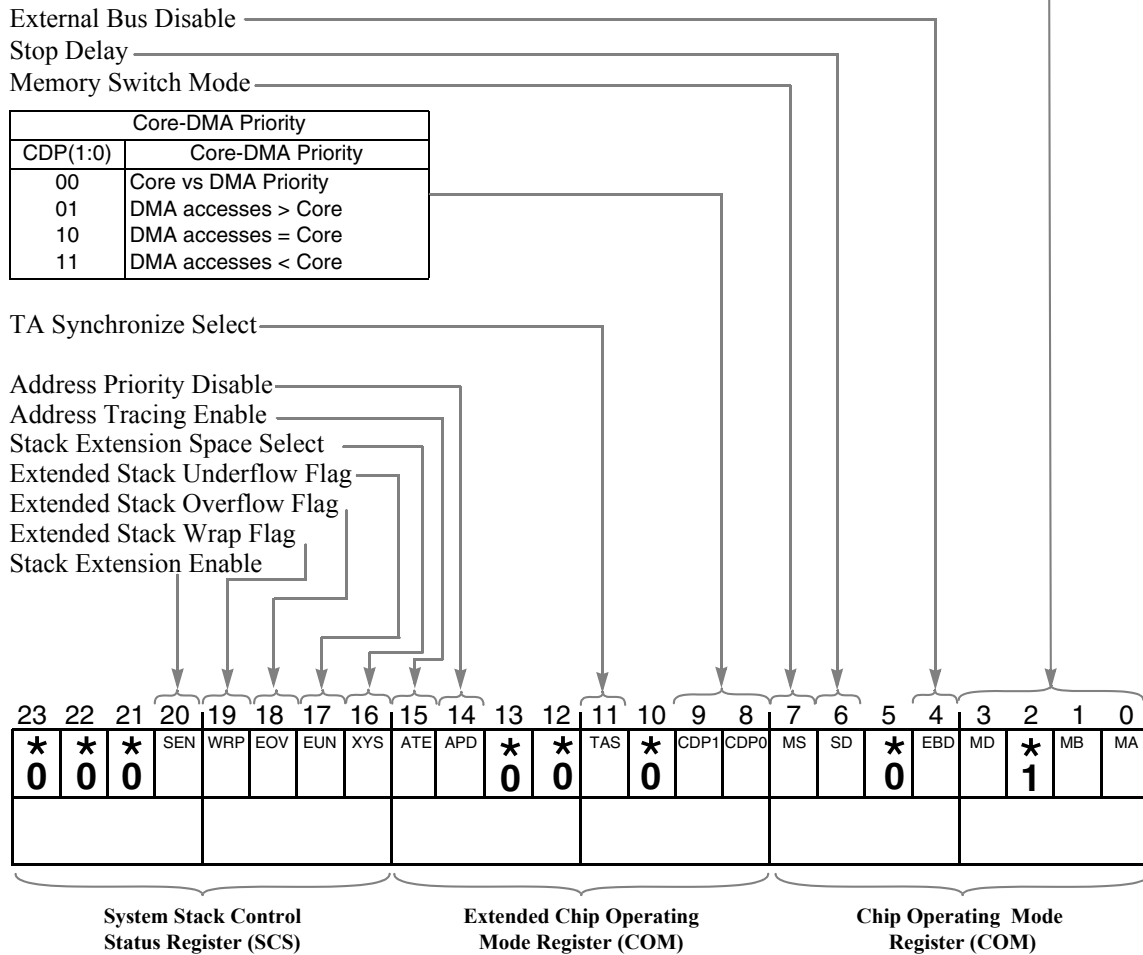 External Bus Disable
Stop Delay
Memory Switch Mode
Core-DMA Priority
CDP(1:0) Core-DMA Priority
00 Core vs DMA Priority
01 DMA accesses > Core
10 DMA accesses = Core
11 DMA accesses < Core
TA Synchronize Select
Address Priority Disable
Address Tracing Enable
Stack Extension Space Select
Extended Stack Underflow Flag
Extended Stack Overflow Flag
Extended Stack Wrap Flag
Stack Extension Enable
23 22 21 20 19 18 17 16 15 14 13 12 11 10 9 8 7 6 5 4 3 2 1 0
* * * SEN WRP EOV EUN XYS ATE APD * * TAS * CDP1 CDP0 MS SD * EBD MD * MB MA
0 0 0 0 0 0 0 1
System Stack Control
Status Register (SCS)
Extended Chip Operating
Mode Register (COM)
Chip Operating Mode
Register (COM)